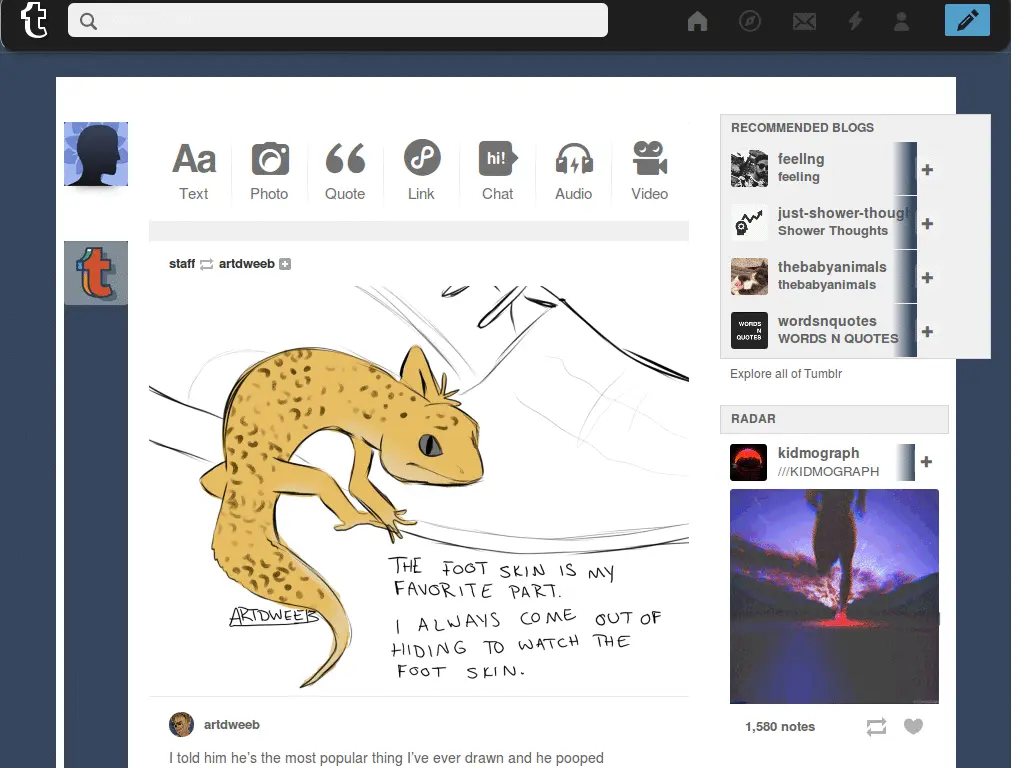 t
Aa
Text
Photo
Quote
Link
hi!
Chat
Audio
Video
t
staff artdweeb
THE FOOT SKIN IS MY
FAVORITE PART.
I ALWAYS COME OUT OF
HIDING TO WATCH THE
FOOT SKIN.
ARTDWEEB
artdweeb
I told him he's the most popular thing I've ever drawn and he pooped
RECOMMENDED BLOGS
feelıng
feeling
just-shower-though
Shower Thoughts
thebabyanimals
thebabyanimals
WORDS
N
QUOTES
wordsnquotes
WORDS N QUOTES
Explore all of Tumblr
RADAR
kidmograph
///KIDMOGRAPH
1,580 notes